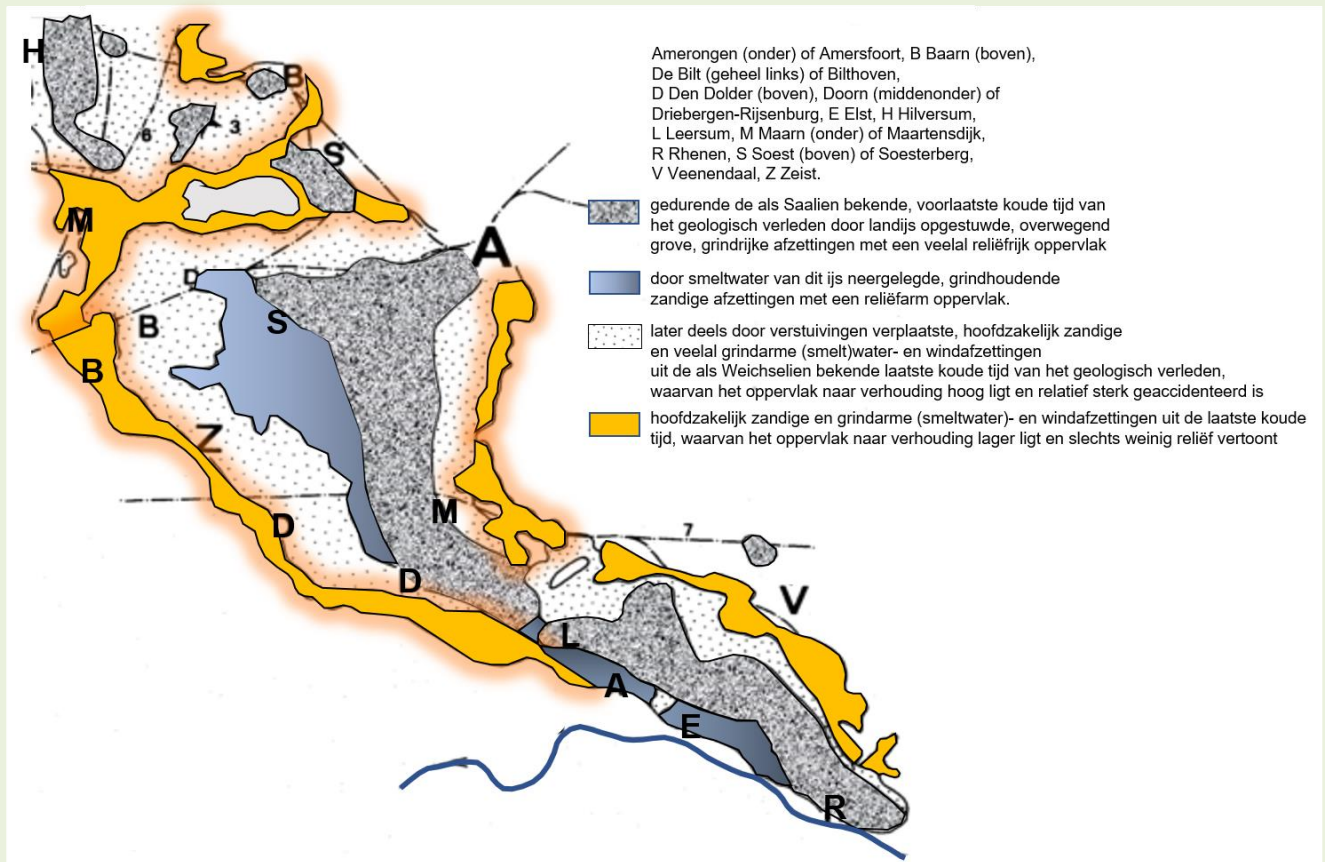 Amerongen (onder) of Amersfoort, B Baarn (boven),
De Bilt (geheel links) of Bilthoven,
D Den Dolder (boven), Doorn (middenonder) of
Driebergen-Rijsenburg, E Elst, H Hilversum,
L Leersum, M Maarn (onder) of Maartensdijk,
R Rhenen, S Soest (boven) of Soesterberg,
V Veenendaal, Z Zeist.
gedurende de als Saalien bekende, voorlaatste koude tijd van
het geologisch verleden door landijs opgestuwde, overwegend
grove, grindrijke afzettingen met een veelal reliëfrijk oppervlak
door smeltwater van dit ijs neergelegde, grindhoudende
zandige afzettingen met een reliëfarm oppervlak.
later deels door verstuivingen verplaatste, hoofdzakelijk zandige
en veelal grindarme (smelt)water- en windafzettingen
uit de als Weichselien bekende laatste koude tijd van het geologisch verleden,
waarvan het oppervlak naar verhouding hoog ligt en relatief sterk geaccidenteerd is
hoofdzakelijk zandige en grindarme (smeltwater)- en windafzettingen uit de laatste koude
tijd, waarvan het oppervlak naar verhouding lager ligt en slechts weinig reliëf vertoont
H
B
6
3
S
M
A
D
B
S
B
Z
D
M
7
D
V
L
A
E
R